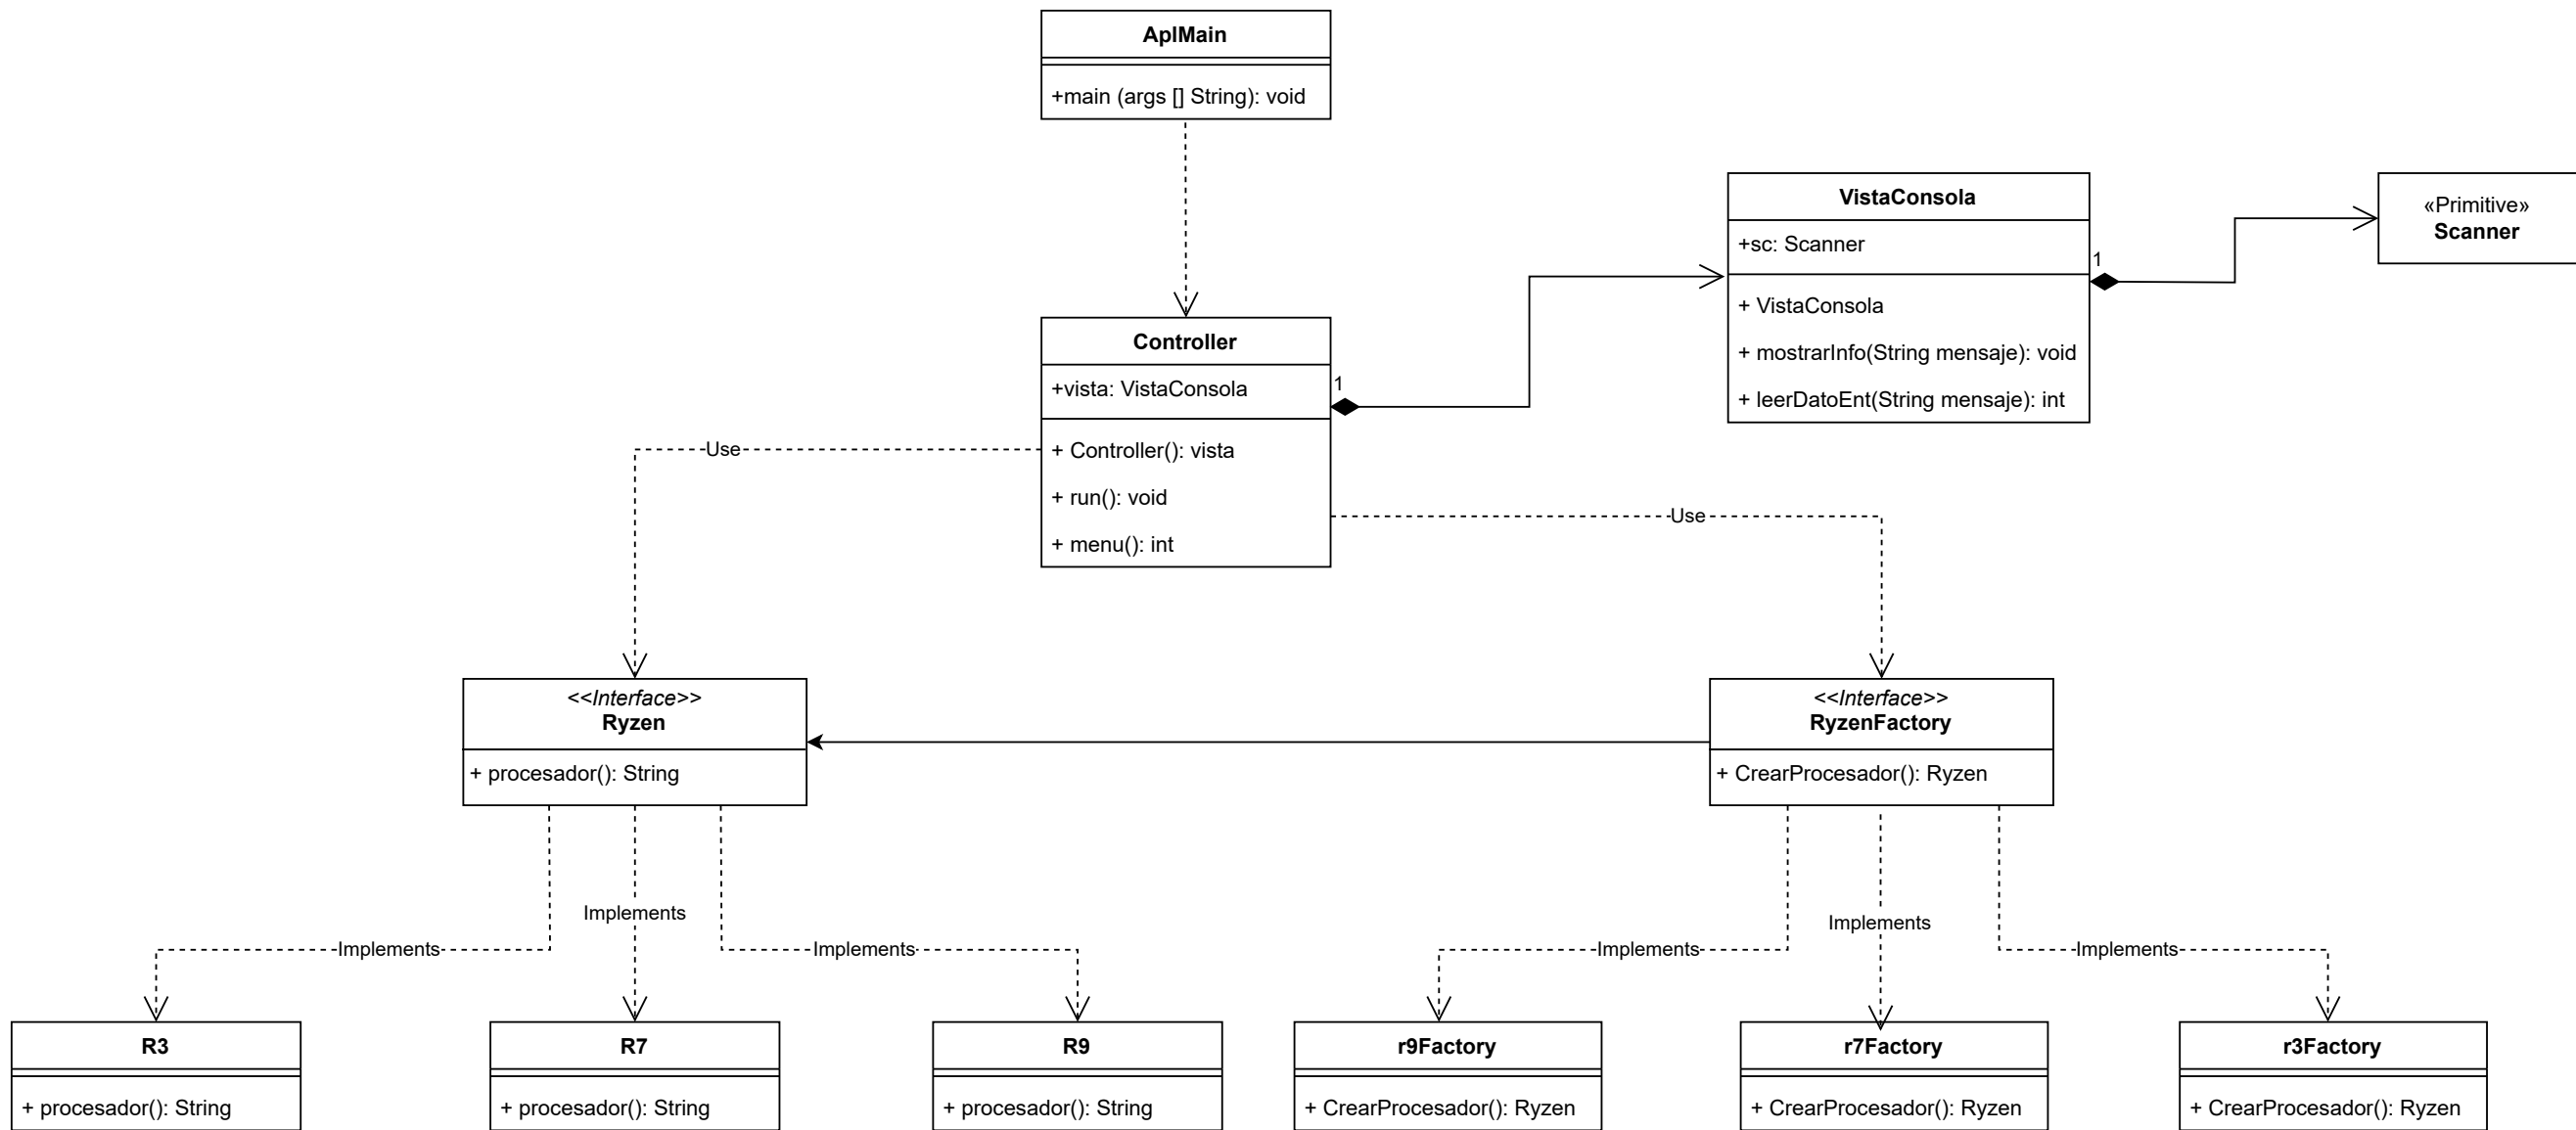 AplMain
+main (args [] String): void
VistaConsola
+sc: Scanner
+ VistaConsola
+ mostrarInfo(String mensaje): void
+ leerDatoEnt(String mensaje): int
1
«Primitive»
Scanner
Controller
+vista: VistaConsola
+ Controller(): vista
+ run(): void
+ menu(): int
1
Use
Use
<<Interface>>
Ryzen
+ procesador(): String
<<Interface>>
RyzenFactory
+ CrearProcesador(): Ryzen
Implements
Implements
Implements
Implements
Implements
Implements
R3
+ procesador(): String
R7
+ procesador(): String
R9
+ procesador(): String
r9Factory
+ CrearProcesador(): Ryzen
r7Factory
+ CrearProcesador(): Ryzen
r3Factory
+ CrearProcesador(): Ryzen